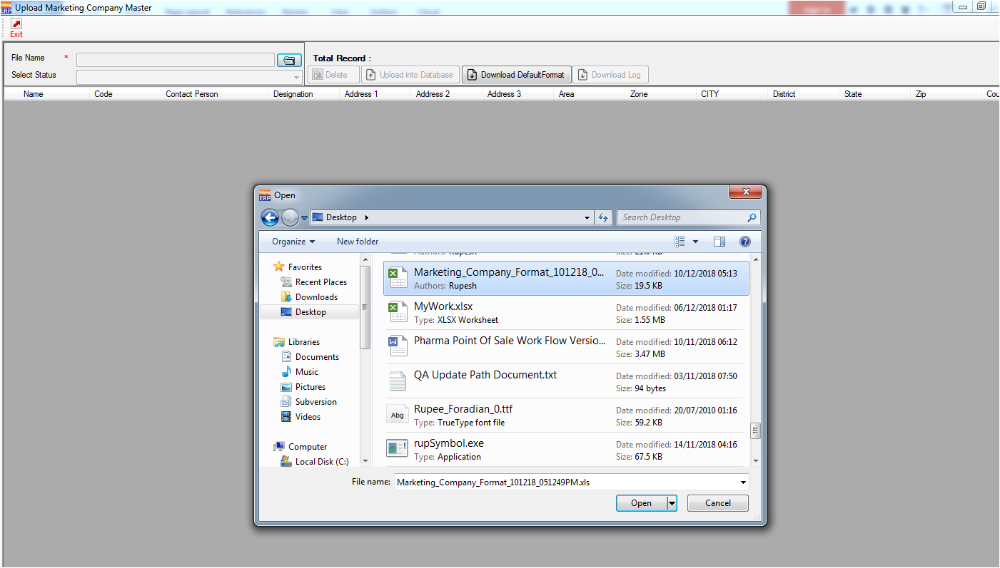 Upload Marketing Company Master
Exit
File Name *
Select Status
Total Record :
Delete Upload into Database Download DefaultFormat Download Log
Name Code Contact Person Designation Address 1 Address 2 Address 3 Area Zone CITY District State Zip Cou
Open
Desktop
Search Desktop
Organize New folder
Favorites
Recent Places
Downloads
Desktop
Libraries
Documents
Music
Pictures
Subversion
Videos
Computer
Local Disk (C:)
Authors: Rupesh
Marketing_Company_Format_101218_0... Date modified: 10/12/2018 05:13
Authors: Rupesh Size: 19.5 KB
MyWork.xlsx Date modified: 06/12/2018 01:17
Type: XLSX Worksheet Size: 1.55 MB
Pharma Point Of Sale Work Flow Versio... Date modified: 10/11/2018 06:12
Size: 3.47 MB
QA Update Path Document.txt Date modified: 03/11/2018 07:50
Size: 94 bytes
Abg
Rupee_Foradian_0.ttf Date modified: 20/07/2010 01:16
Type: TrueType font file Size: 59.2 KB
rupSymbol.exe Date modified: 14/11/2018 04:16
Type: Application Size: 67.5 KB
File name: Marketing_Company_Format_101218_051249PM.xls
Open Cancel